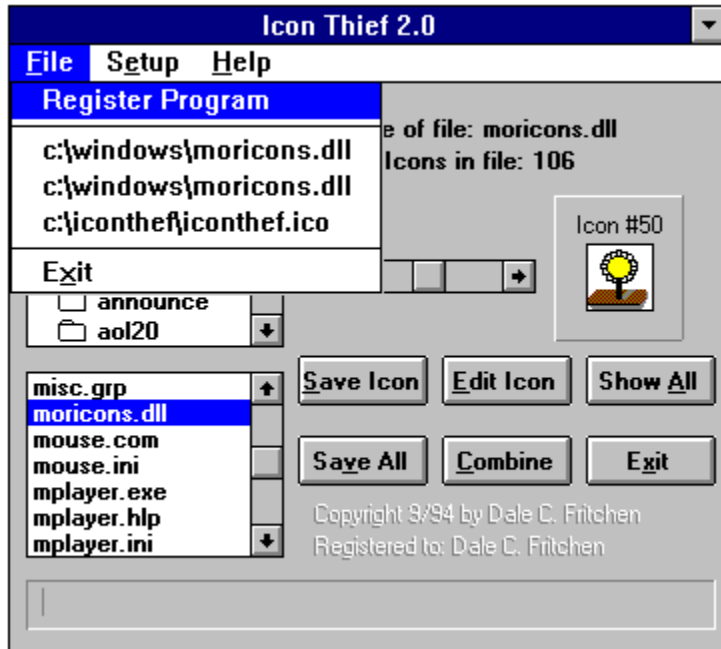 Icon Thief 2.0
File Setup Help
Register Program
c:\windows\moricons.dll
c:\windows\moricons.dll
c:\iconthef\iconthef.ico
Exit
e of file: moricons.dll
Icons in file: 106
Icon #50
announce
aol20
misc.grp
moricons.dll
mouse.com
mouse.ini
mplayer.exe
mplayer.hlp
mplayer.ini
Save Icon
Edit Icon
Show All
Save All
Combine
Exit
Copyright 9/94 by Dale C. Fritchen
Registered to: Dale C. Fritchen